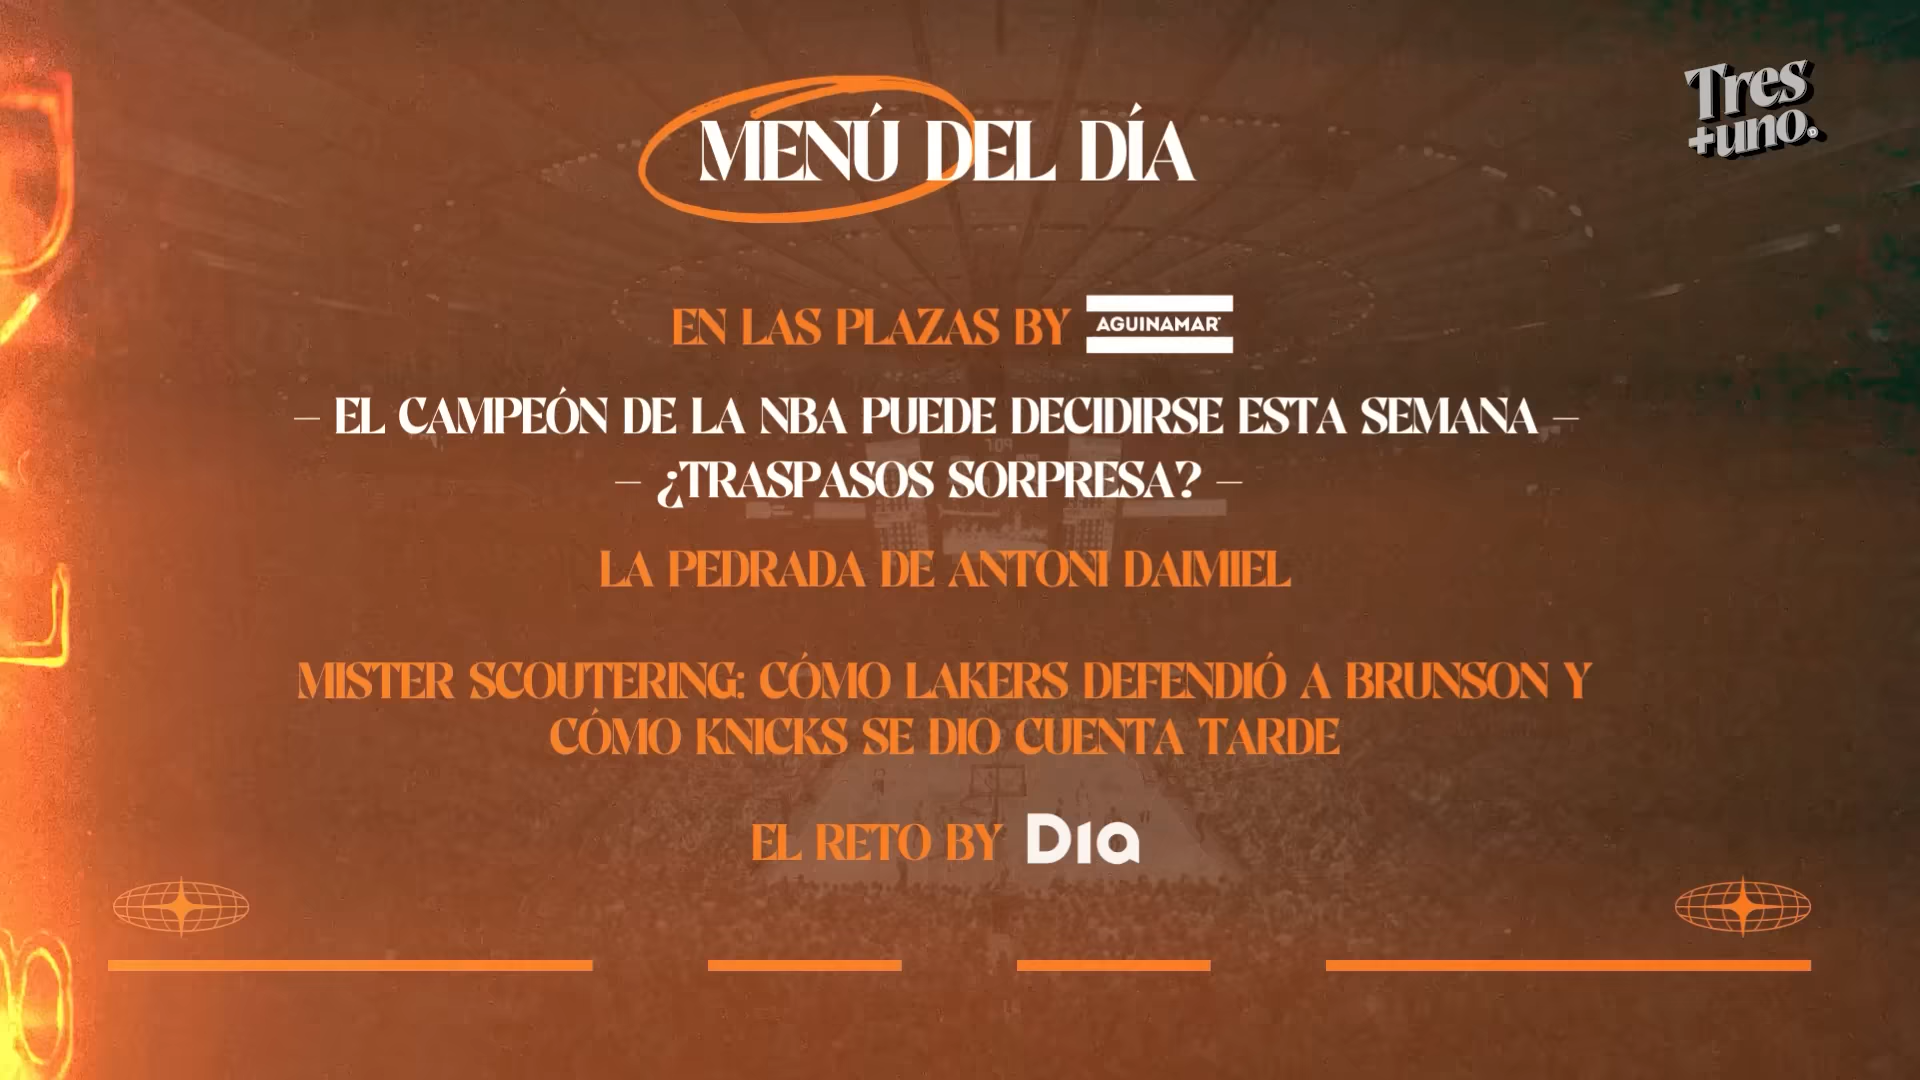 MENÚ DEL DÍA
Tres
+uno.
EN LAS PLAZAS BY AGUINAMAR
– EL CAMPEÓN DE LA NBA PUEDE DECIDIRSE ESTA SEMANA –
– ¿TRASPASOS SORPRESA? –
LA PEDRADA DE ANTONI DAIMIEL
MISTER SCOUTERING: CÓMO LAKERS DEFENDIÓ A BRUNSON Y
CÓMO KNICKS SE DIO CUENTA TARDE
EL RETO BY Dia